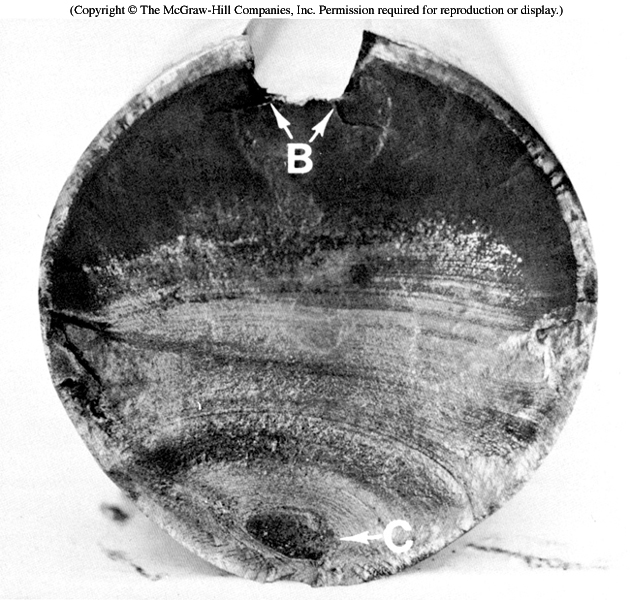 (Copyright © The McGraw-Hill Companies, Inc. Permission required for reproduction or display.)
B
C